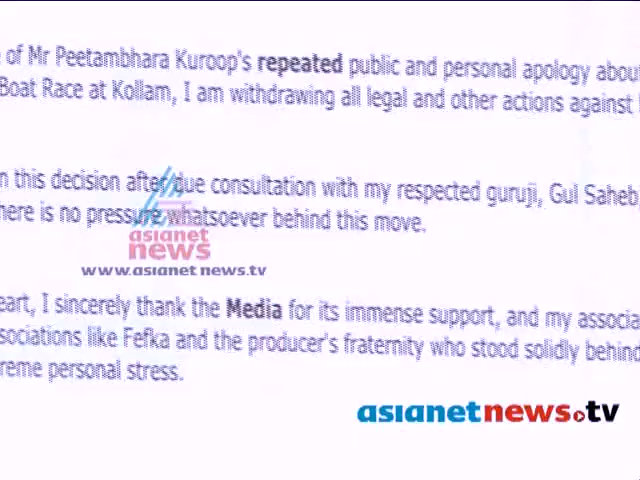 of Mr Peetambhara Kuroop's repeated public and personal apology about
Boat Race at Kollam, I am withdrawing all legal and other actions against
this decision after due consultation with my respected guruji, Gul Saheb,
here is no pressure whatsoever behind this move.
asianet
news
www.asianetnews.tv
eart, I sincerely thank the Media for its immense support, and my associa
sociations like Fefka and the producer's fraternity who stood solidly behind
reme personal stress.
asianetnews.tv